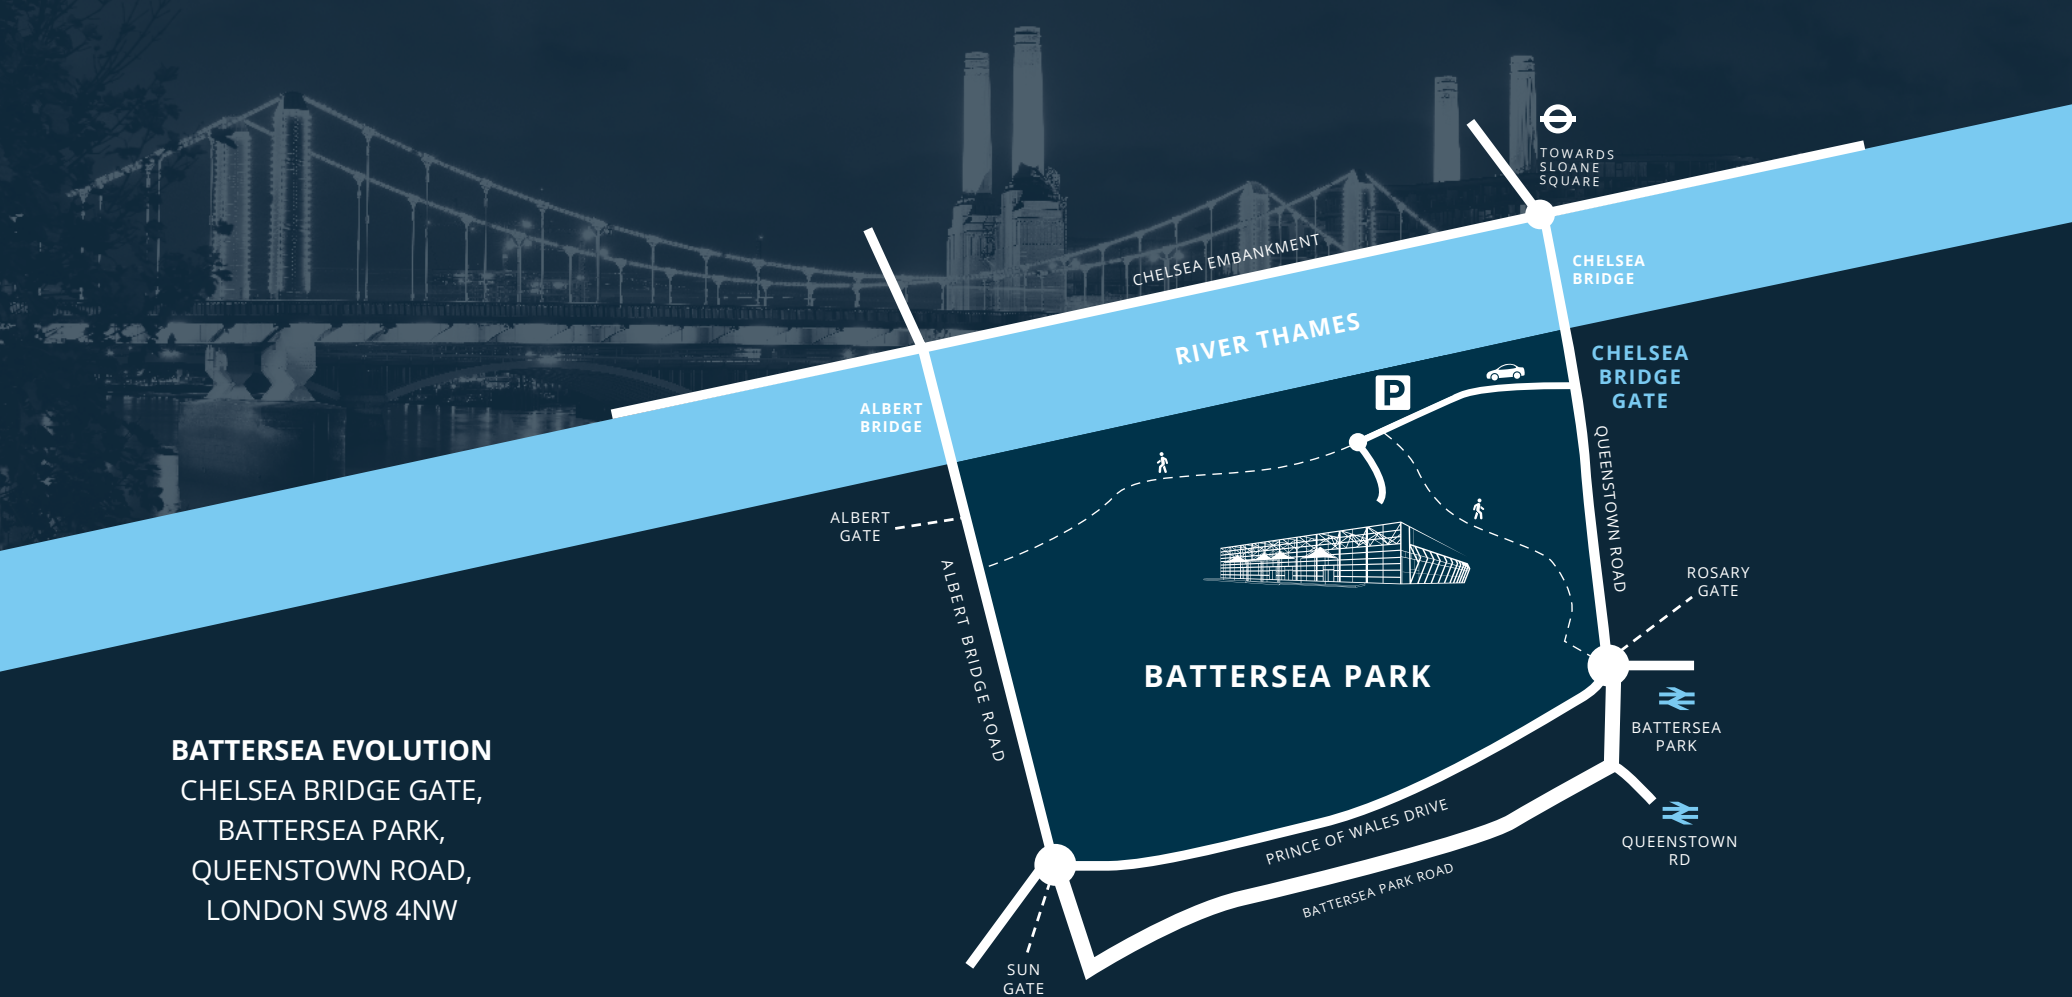 TOWARDS
SLOANE
SQUARE
CHELSEA EMBANKMENT
CHELSEA
BRIDGE
RIVER THAMES
CHELSEA
BRIDGE
GATE
P
ALBERT
BRIDGE
QUEENSTOWN ROAD
ALBERT
GATE
ALBERT BRIDGE ROAD
ROSARY
GATE
BATTERSEA PARK
BATTERSEA
PARK
PRINCE OF WALES DRIVE
QUEENSTOWN
RD
BATTERSEA PARK ROAD
SUN
GATE
BATTERSEA EVOLUTION
CHELSEA BRIDGE GATE,
BATTERSEA PARK,
QUEENSTOWN ROAD,
LONDON SW8 4NW